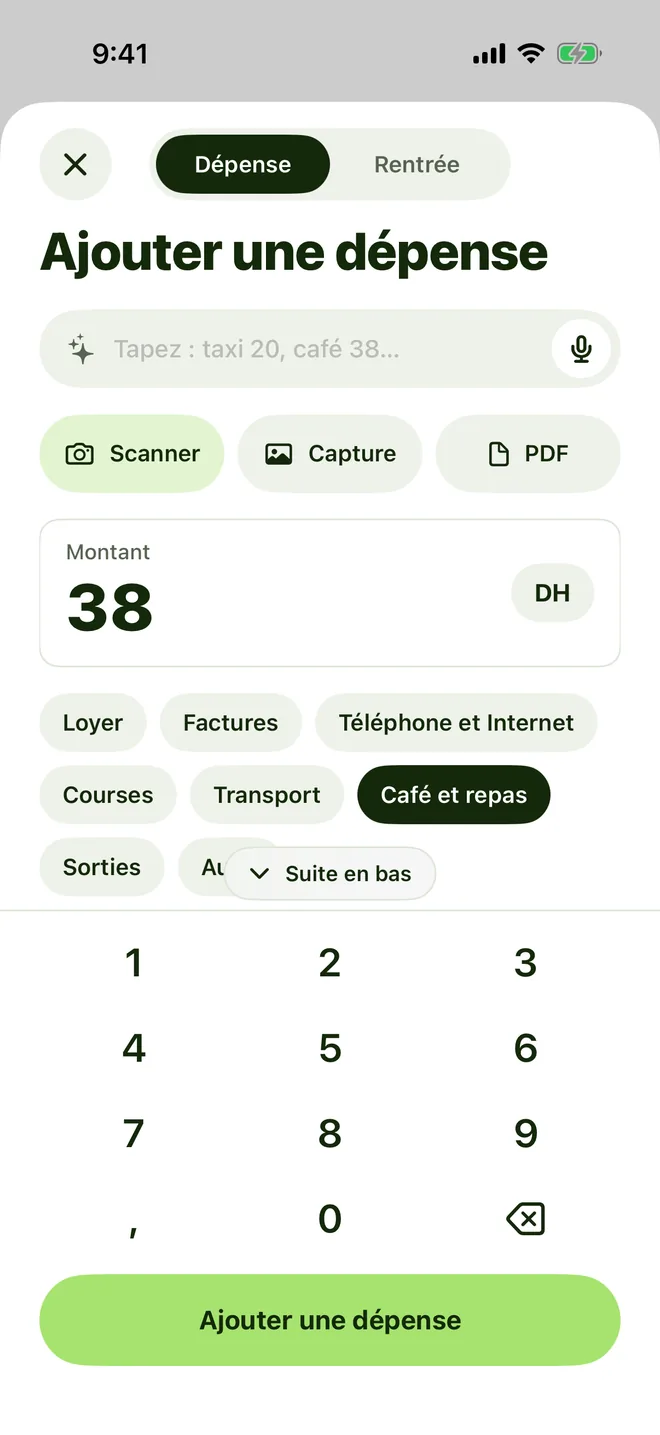 9:41
Dépense Rentrée
Ajouter une dépense
Tapez : taxi 20, café 38...
Scanner Capture PDF
Montant
38
DH
Loyer Factures Téléphone et Internet
Courses Transport Café et repas
Sorties
Suite en bas
1 2 3
4 5 6
7 8 9
, 0
Ajouter une dépense